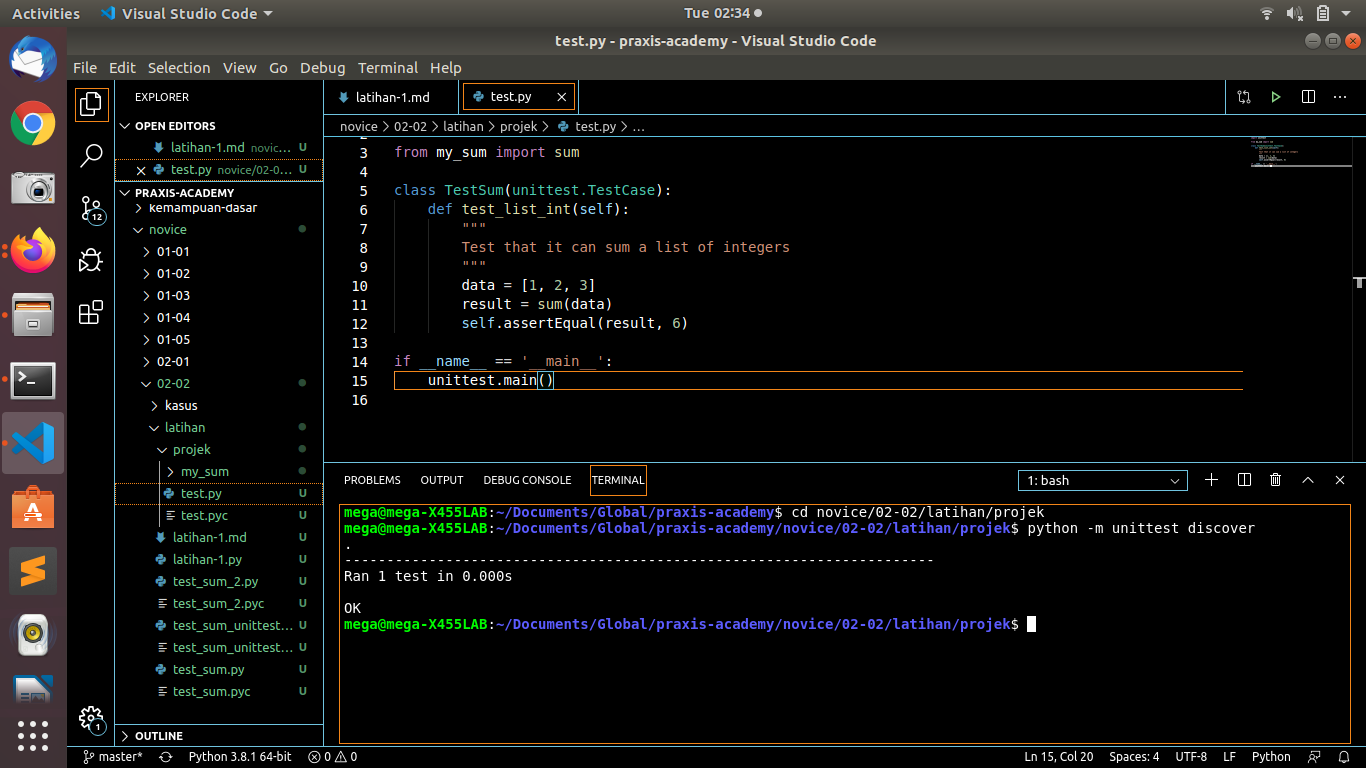 Activities Visual Studio Code Tue 02:34
test.py - praxis-academy - Visual Studio Code
File Edit Selection View Go Debug Terminal Help
EXPLORER
OPEN EDITORS
latihan-1.md novic... U
test.py novice/02-0... U
PRAXIS-ACADEMY
kemampuan-dasar
novice
01-01
01-02
01-03
01-04
01-05
02-01
02-02
kasus
latihan
projek
my_sum
test.py U
test.pyc U
latihan-1.md U
latihan-1.py U
test_sum_2.py U
test_sum_2.pyc U
test_sum_unittest... U
test_sum_unittest... U
test_sum.py U
test_sum.pyc U
OUTLINE
12
1
latihan-1.md test.py
novice > 02-02 > latihan > projek > test.py > ...
3 from my_sum import sum
4
5 class TestSum(unittest.TestCase):
6 def test_list_int(self):
7 """
8 Test that it can sum a list of integers
9 """
10 data = [1, 2, 3]
11 result = sum(data)
12 self.assertEqual(result, 6)
13
14 if __name__ == '__main__':
15 unittest.main()
16
PROBLEMS OUTPUT DEBUG CONSOLE TERMINAL 1: bash
mega@mega-X455LAB:~/Documents/Global/praxis-academy$ cd novice/02-02/latihan/projek
mega@mega-X455LAB:~/Documents/Global/praxis-academy/novice/02-02/latihan/projek$ python -m unittest discover
.
----------------------------------------------------------------------
Ran 1 test in 0.000s
OK
mega@mega-X455LAB:~/Documents/Global/praxis-academy/novice/02-02/latihan/projek$
master* Python 3.8.1 64-bit 0 0 Ln 15, Col 20 Spaces: 4 UTF-8 LF Python